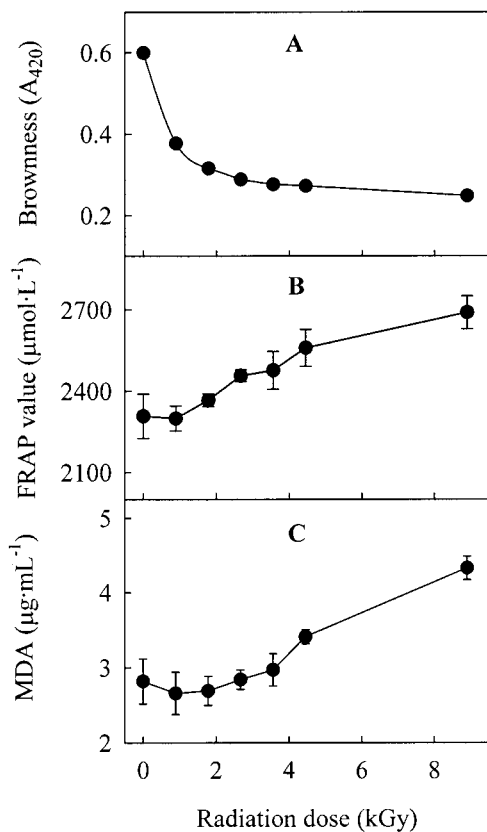 A
0.6
0.4
0.2
Brownness (A420)
B
2700
2400
2100
FRAP value (μmol·L-1)
C
5
4
3
2
MDA (μg·mL-1)
0 2 4 6 8
Radiation dose (kGy)